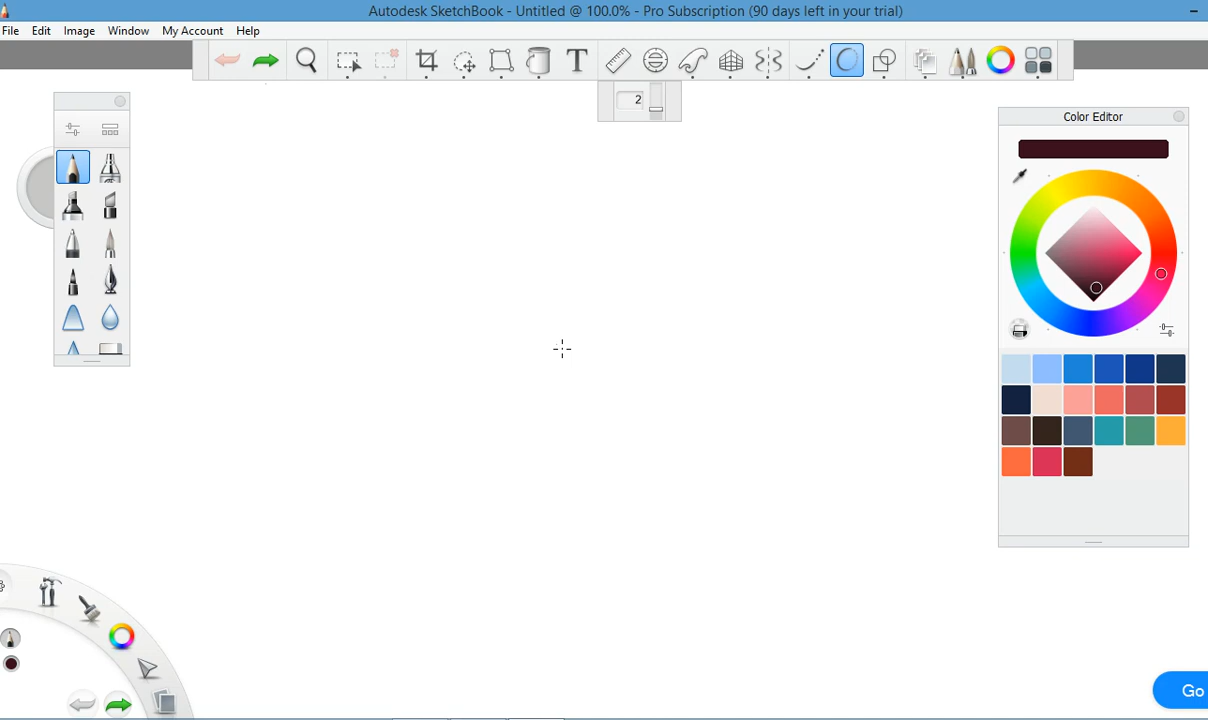 Autodesk SketchBook - Untitled @ 100.0% - Pro Subscription (90 days left in your trial)
File Edit Image Window My Account Help
T
2
Color Editor
Go